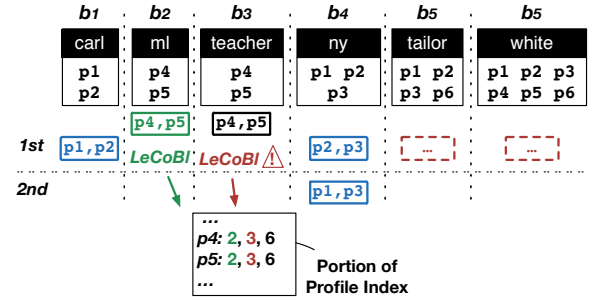 b1 b2 b3 b4 b5 b5
carl ml teacher ny tailor white
p1 p4 p4 p1 p2 p1 p2 p1 p2 p3
p2 p5 p5 p3 p3 p6 p4 p5 p6
p4,p5 p4,p5
1st p1,p2 LeCoBI LeCoBI ! p2,p3 ... ...
2nd p1,p3
...
p4: 2, 3, 6
p5: 2, 3, 6
...
Portion of
Profile Index